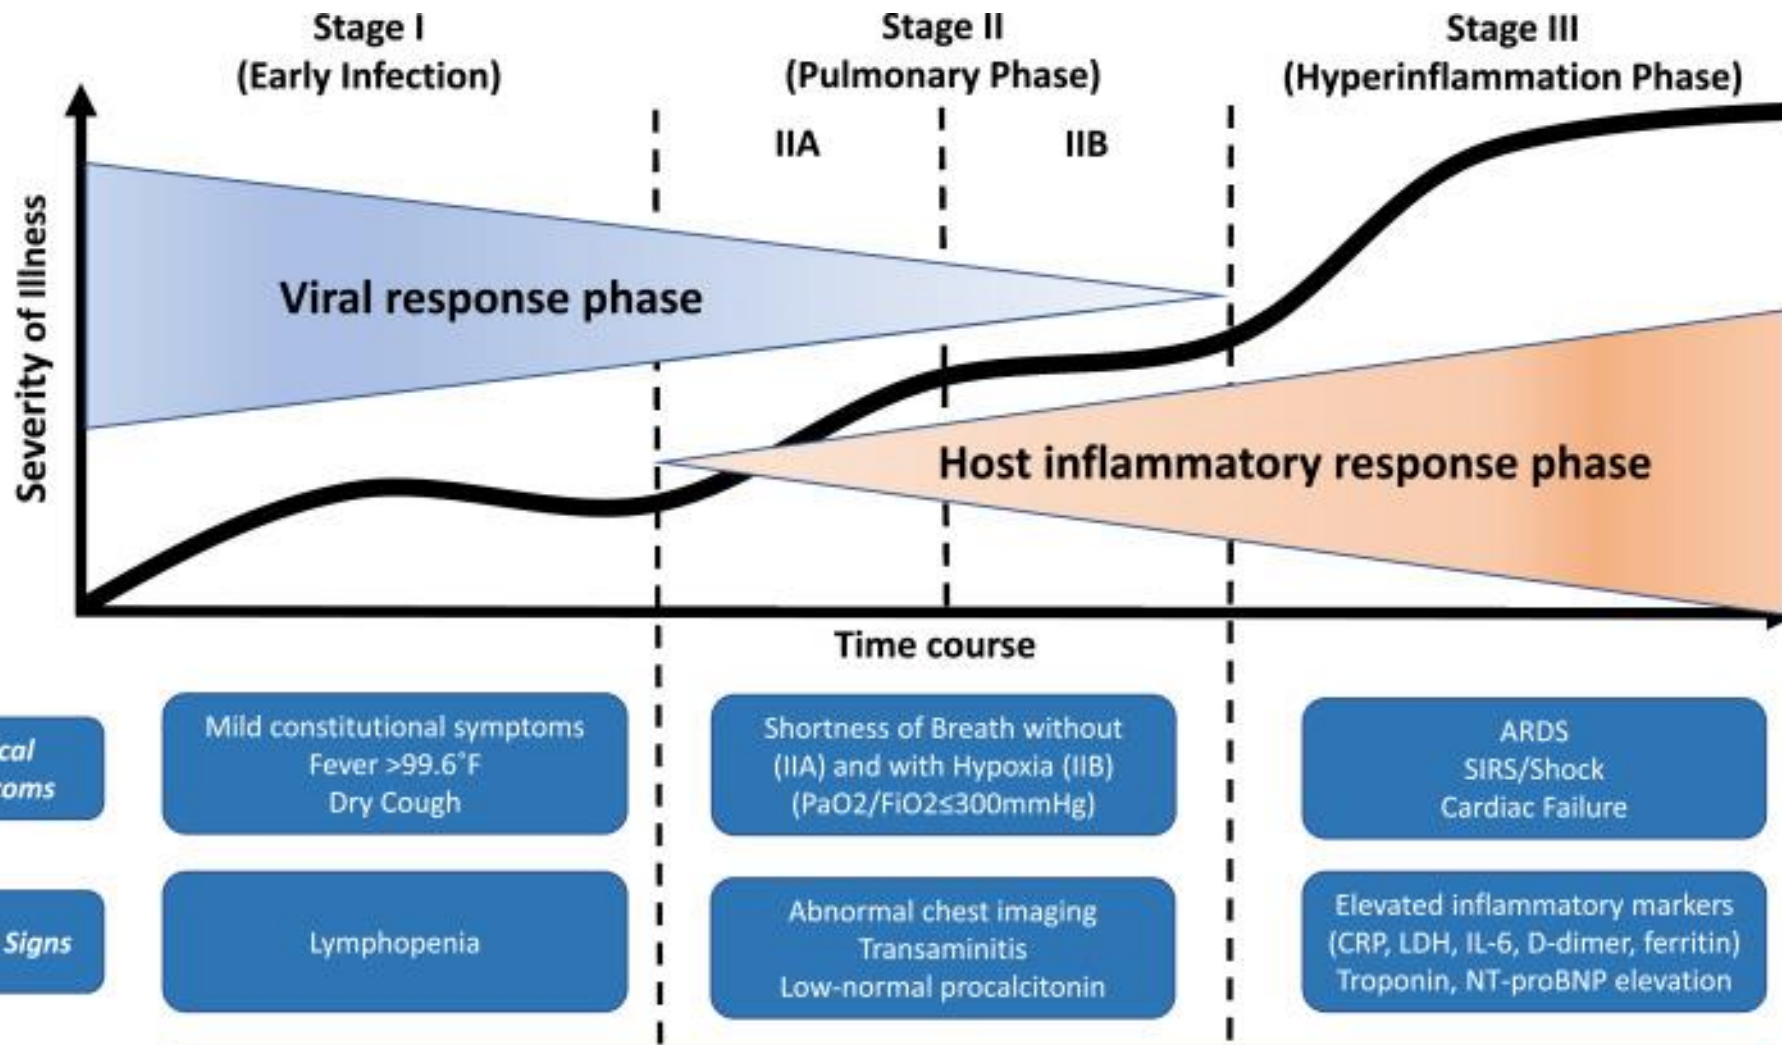 Stage I
(Early Infection)
Stage II
(Pulmonary Phase)
Stage III
(Hyperinflammation Phase)
IIA
IIB
Severity of Illness
Viral response phase
Host inflammatory response phase
Time course
Mild constitutional symptoms
Fever >99.6°F
Dry Cough
Shortness of Breath without
(IIA) and with Hypoxia (IIB)
(PaO2/FiO2≤300mmHg)
ARDS
SIRS/Shock
Cardiac Failure
Signs
Lymphopenia
Abnormal chest imaging
Transaminitis
Low-normal procalcitonin
Elevated inflammatory markers
(CRP, LDH, IL-6, D-dimer, ferritin)
Troponin, NT-proBNP elevation